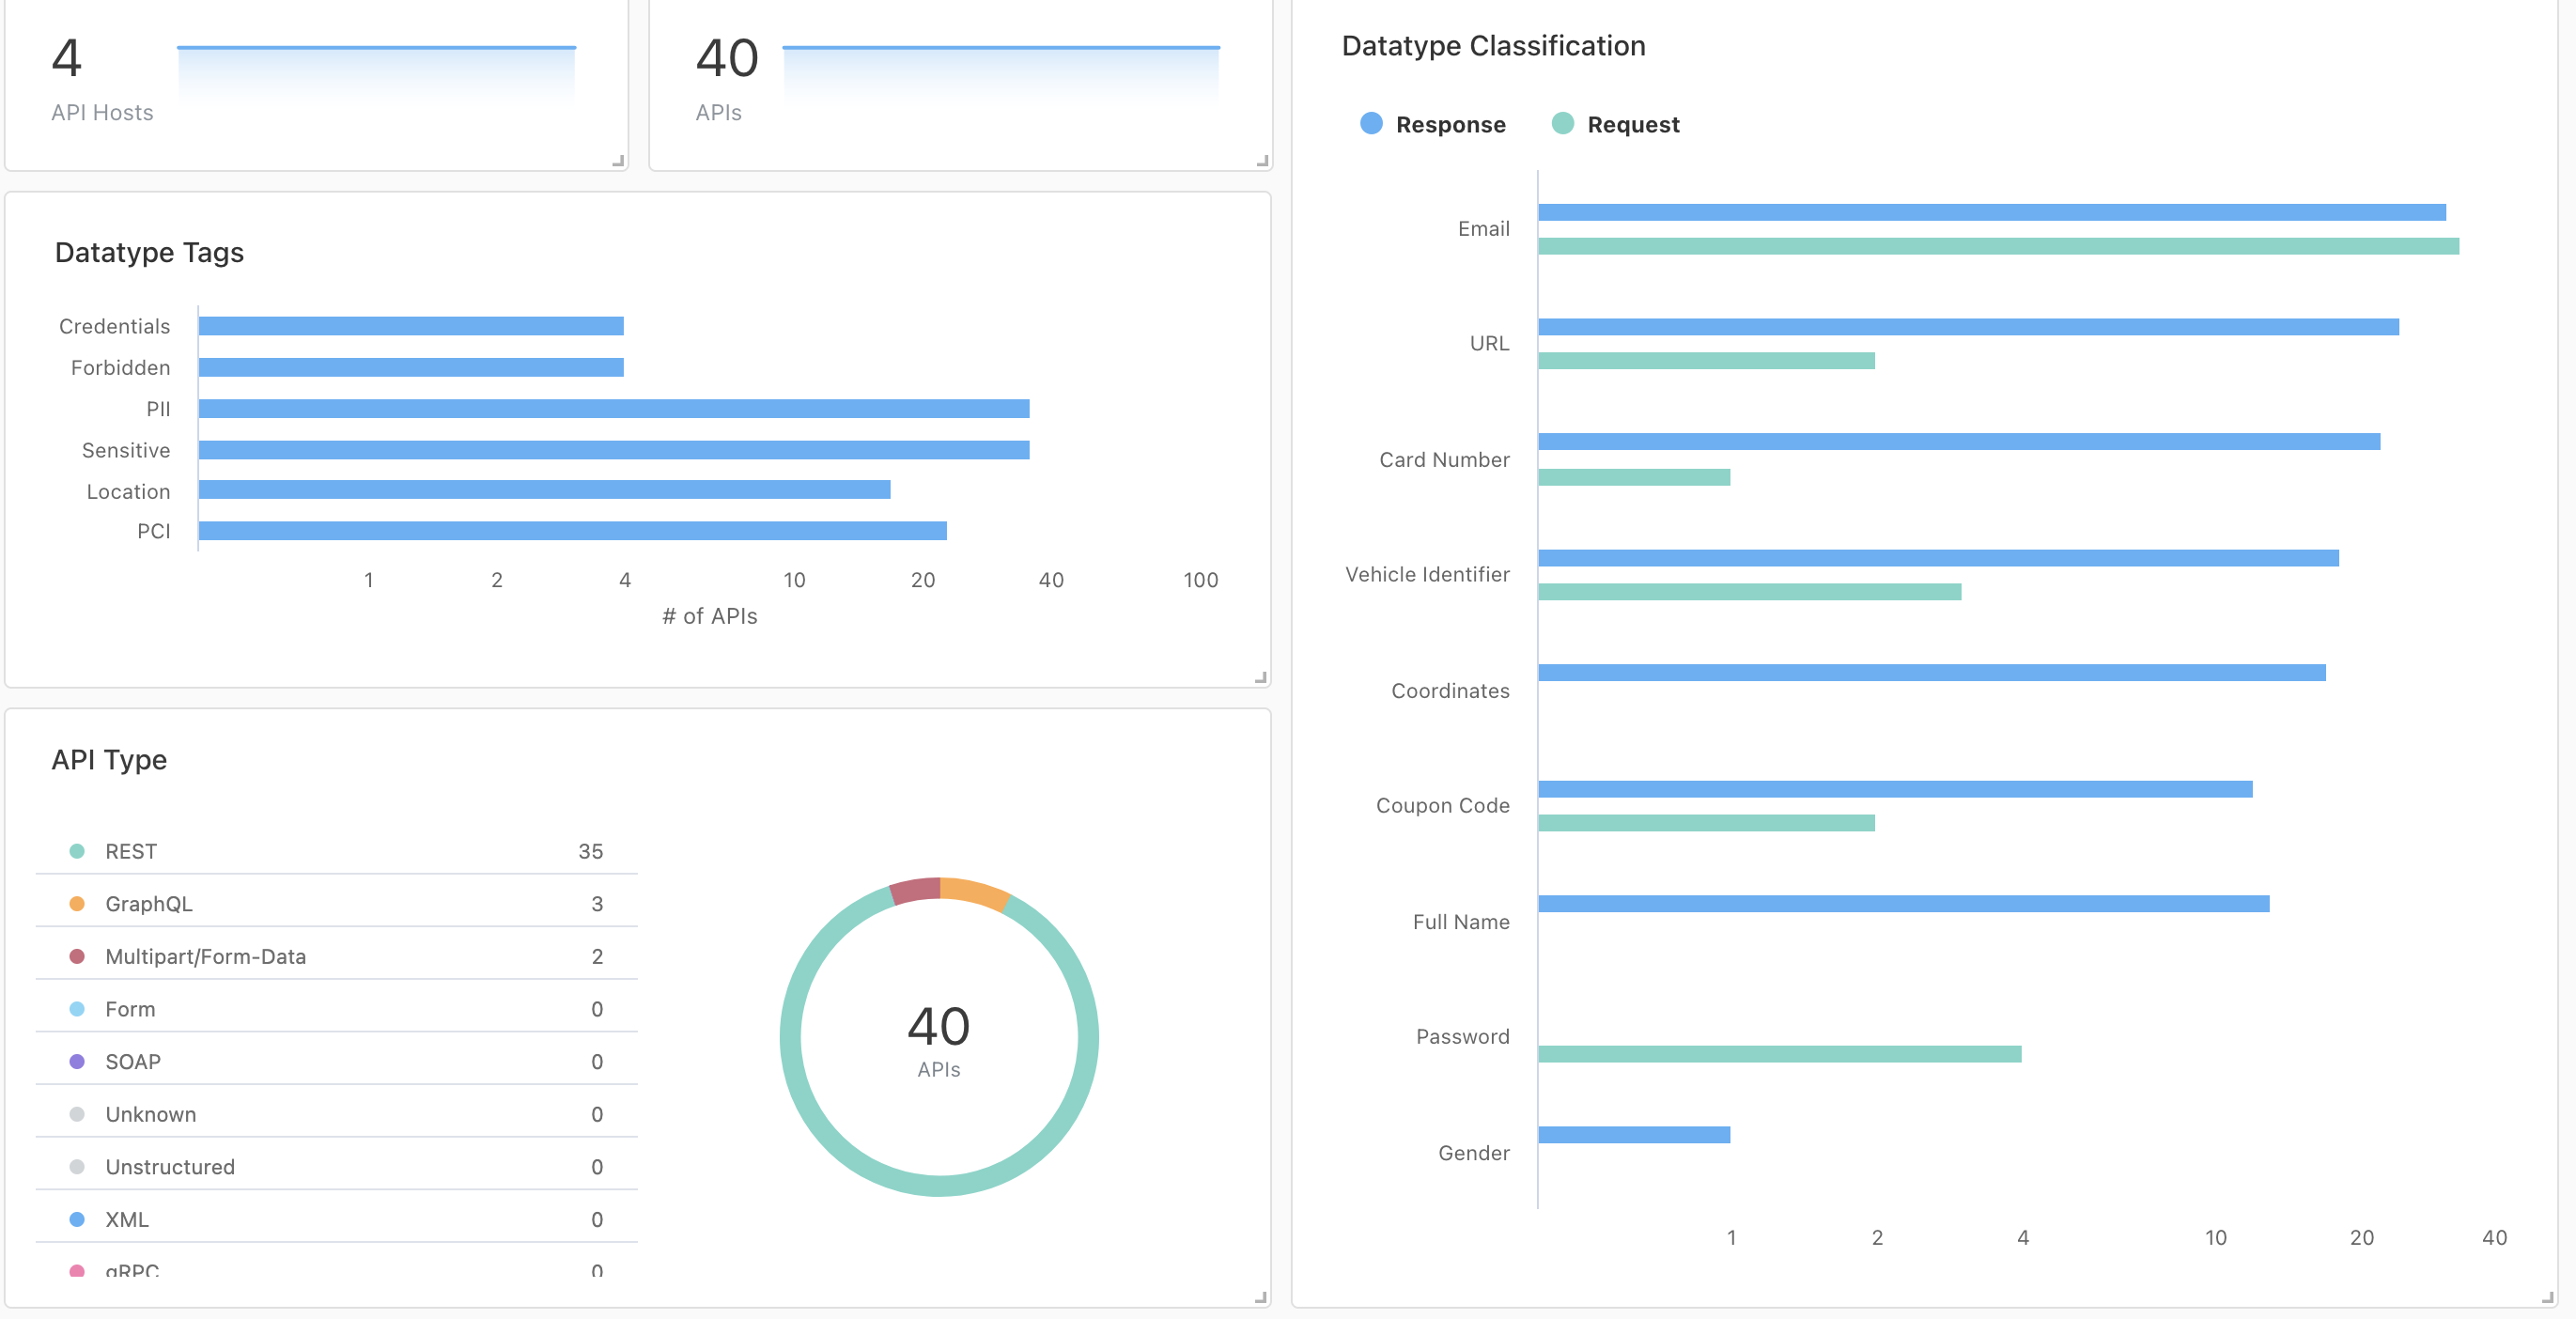 4
API Hosts
40
APIs
Datatype Tags
Credentials
Forbidden
PII
Sensitive
Location
PCI
1 2 4 10 20 40 100
# of APIs
API Type
REST 35
GraphQL 3
Multipart/Form-Data 2
Form 0
SOAP 0
Unknown 0
Unstructured 0
XML 0
gRPC 0
40
APIs
Datatype Classification
Response Request
Email
URL
Card Number
Vehicle Identifier
Coordinates
Coupon Code
Full Name
Password
Gender
1 2 4 10 20 40